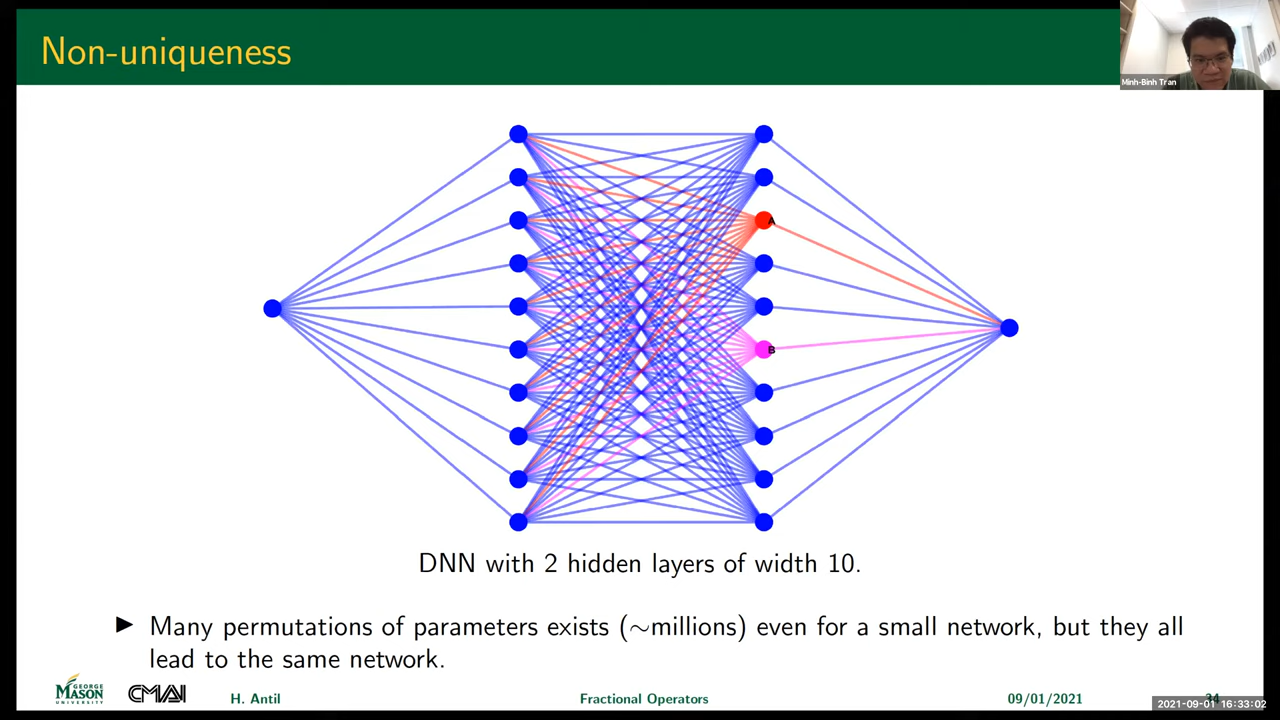 Non-uniqueness
Minh-Binh Tran
A
B
DNN with 2 hidden layers of width 10.
▶ Many permutations of parameters exists (∼millions) even for a small network, but they all
lead to the same network.
GEORGE
MASON
UNIVERSITY
CMAI
H. Antil
Fractional Operators
09/01/2021
34
2021-09-01 16:33:02